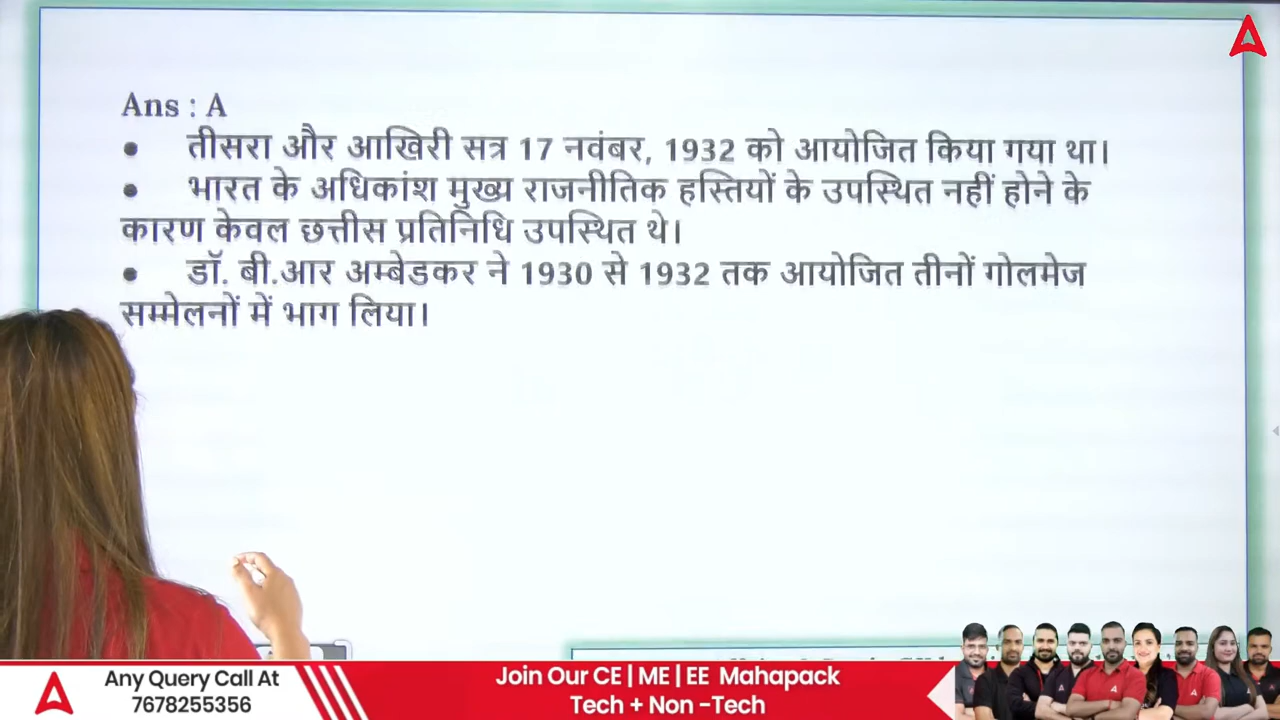 Ans : A
• तीसरा और आखिरी सत्र 17 नवंबर, 1932 को आयोजित किया गया था।
• भारत के अधिकांश मुख्य राजनीतिक हस्तियों के उपस्थित नहीं होने के
कारण केवल छत्तीस प्रतिनिधि उपस्थित थे।
• डॉ. बी.आर अम्बेडकर ने 1930 से 1932 तक आयोजित तीनों गोलमेज
सम्मेलनों में भाग लिया।
Any Query Call At
7678255356
Join Our CE | ME | EE Mahapack
Tech + Non -Tech